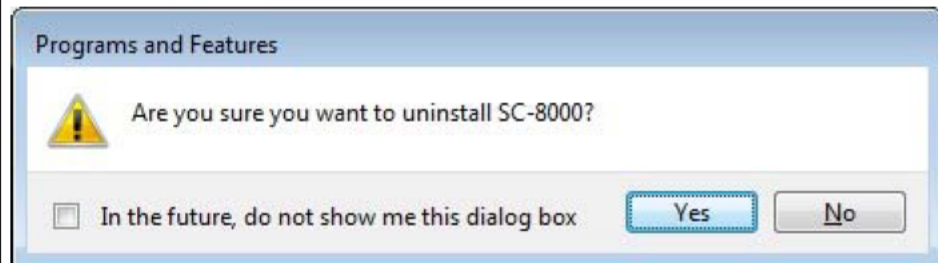 Programs and Features
Are you sure you want to uninstall SC-8000?
In the future, do not show me this dialog box
Yes
No